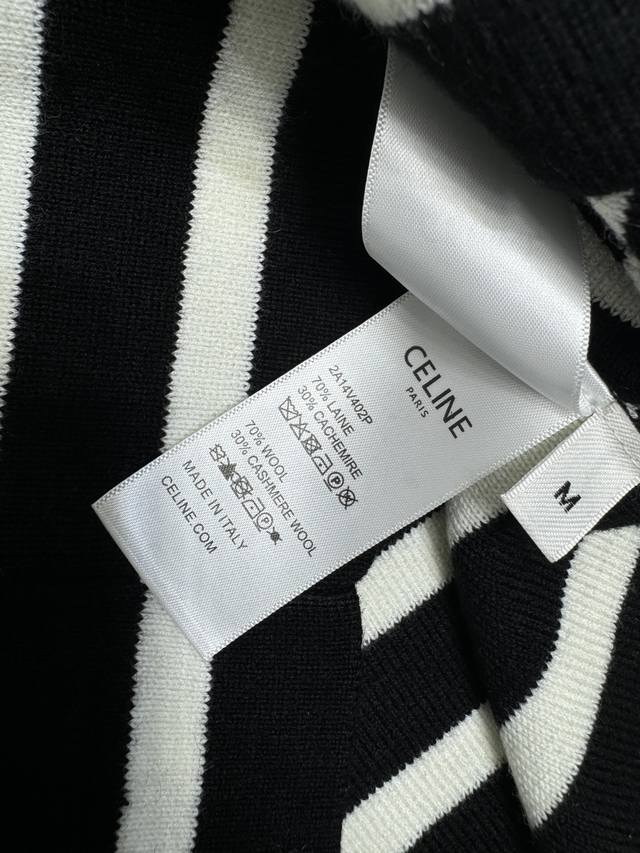 CELINE
PARIS
2A14V402P
70% LAINE
30% CACHEMIRE
70% WOOL
30% CASHMERE WOOL
MADE IN ITALY
CELINE.COM
M